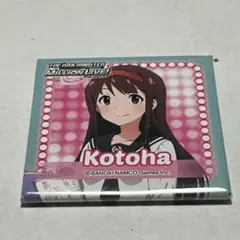 THE IDOLM@STER
MILLION LIVE!
Kotoha
©BANDAI NAMCO Games Inc.